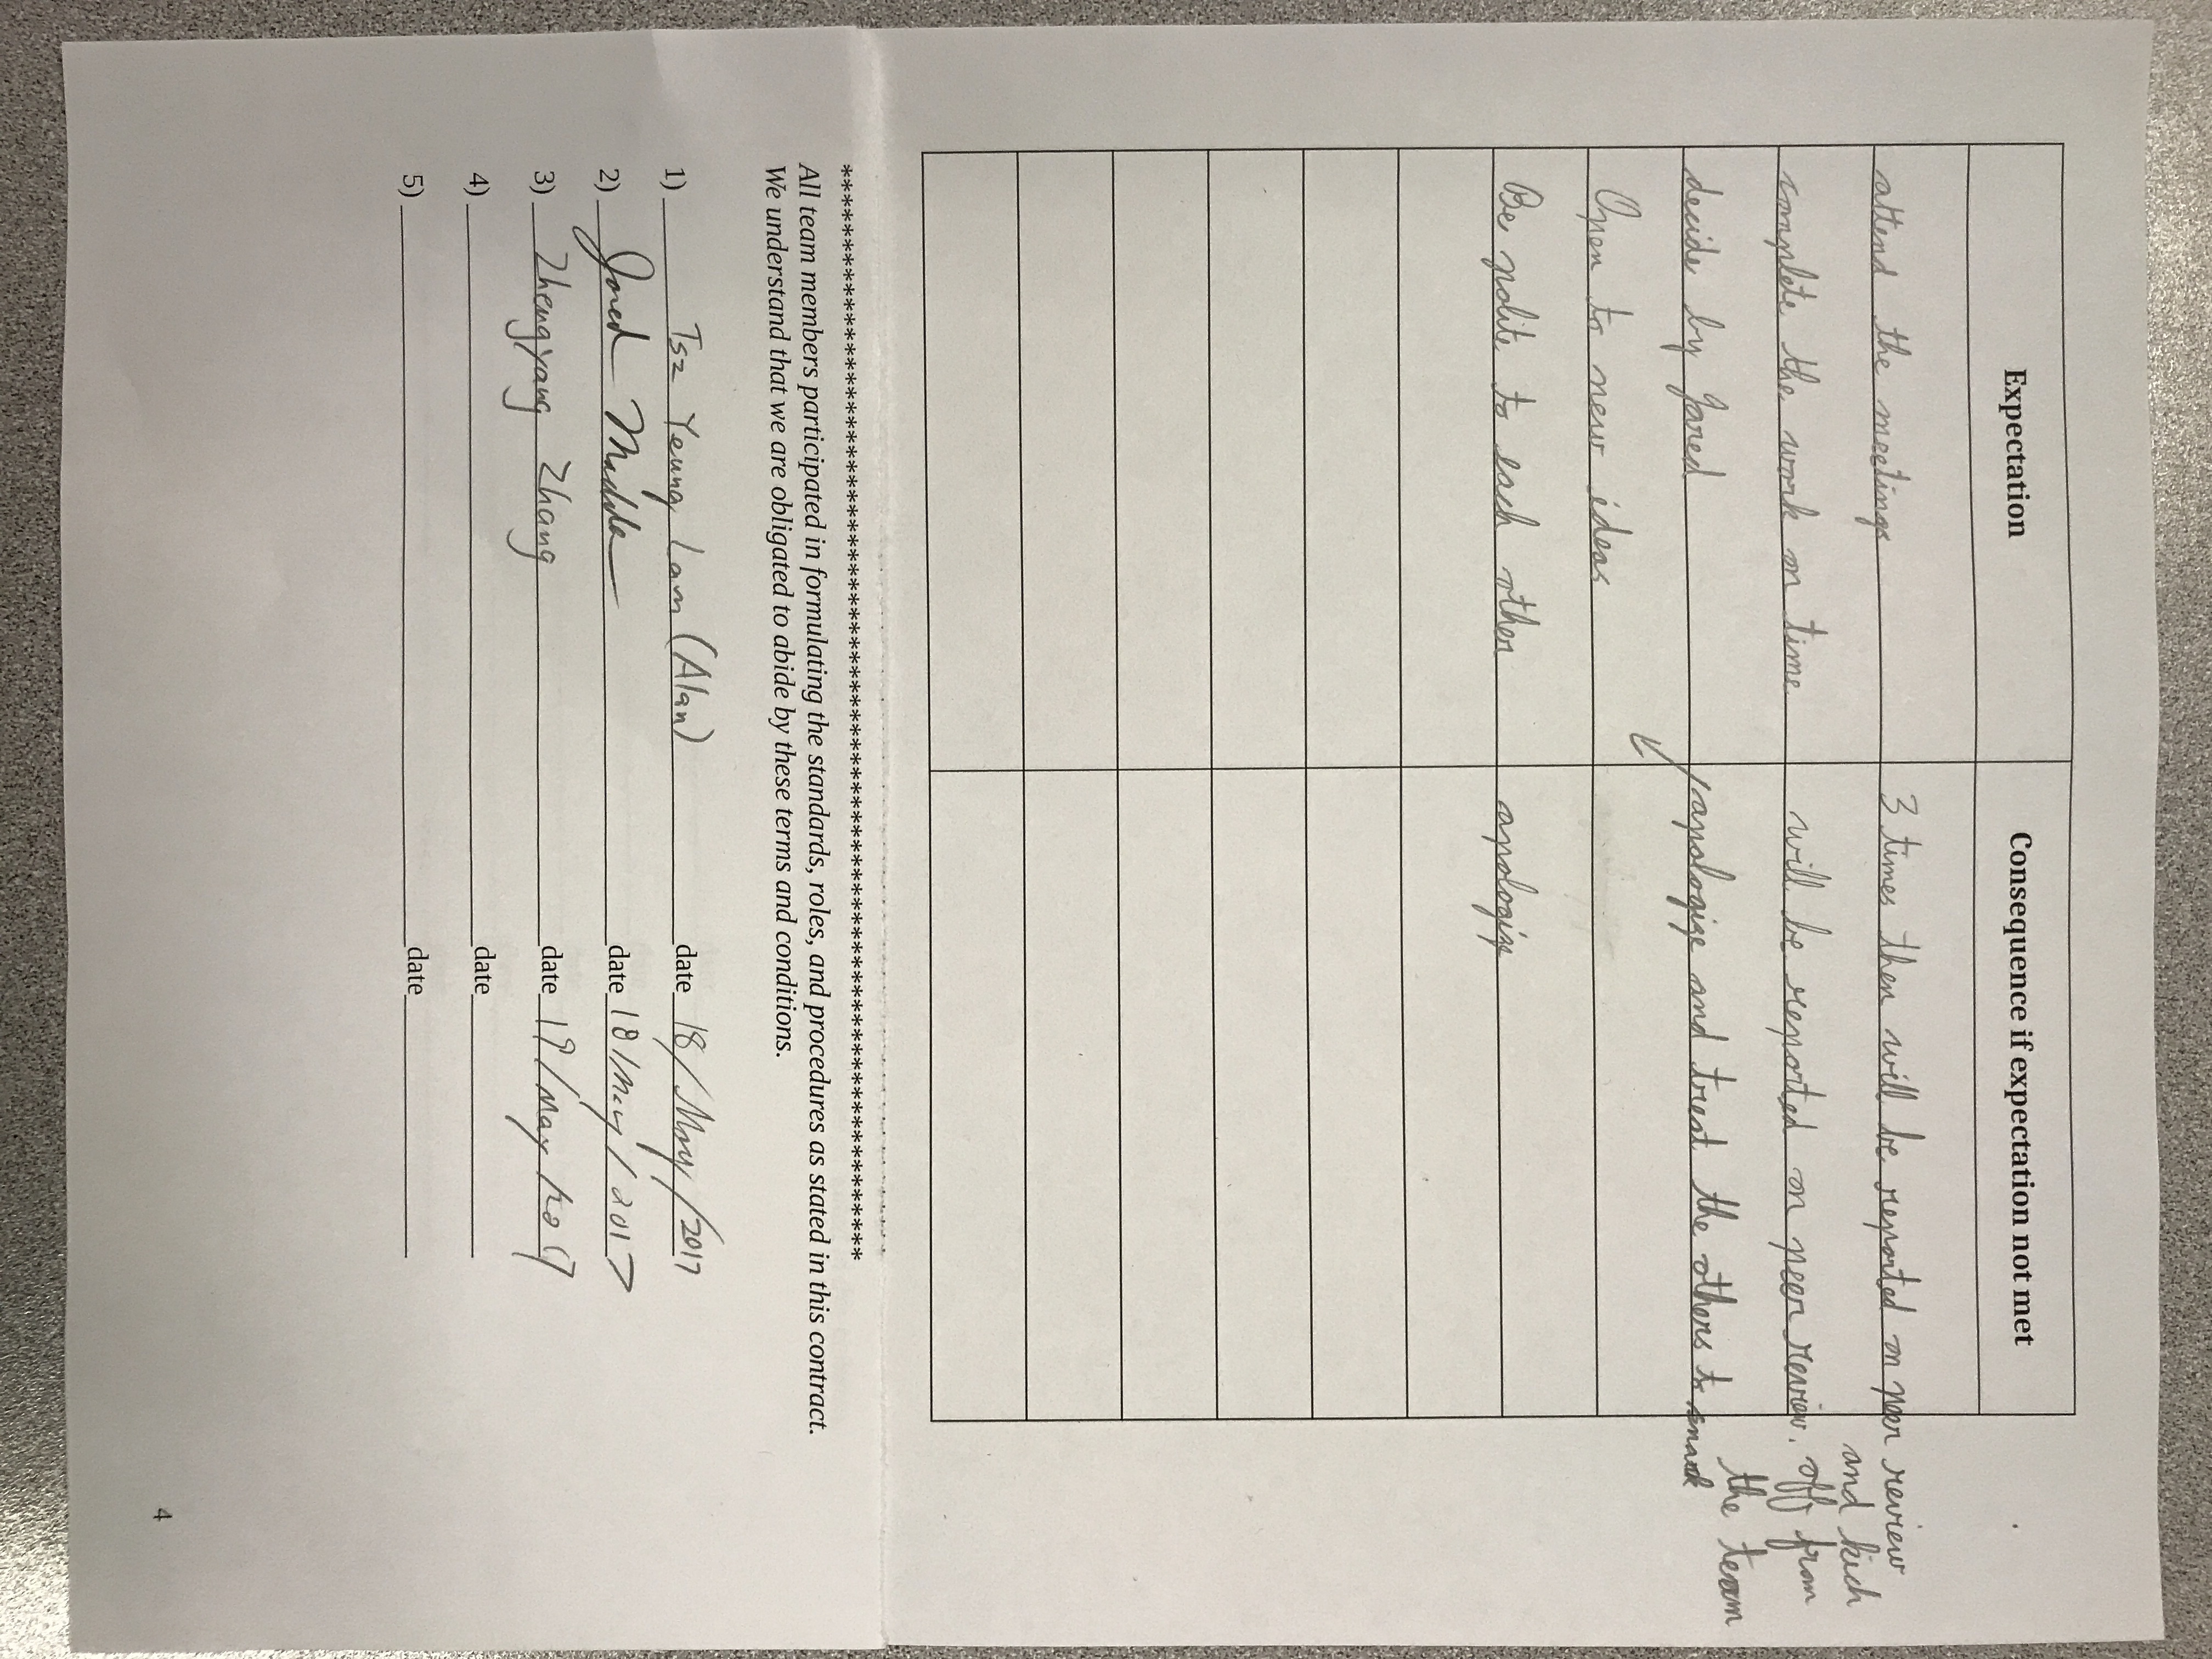 Expectation Consequence if expectation not met
attend the meetings 3 times then will be reported on peer review
and kick
complete the work on time will be reported on peer review. off from
the team
decide by Jared apologize and treat the others to snack
Open to new ideas
Be polite to each other apologize
******************************************************************************
All team members participated in formulating the standards, roles, and procedures as stated in this contract.
We understand that we are obligated to abide by these terms and conditions.
1) Tsz Yeung Lam (Alan) date 18/May/2017
2) Jared date 18/May/2017
3) Zhengyang Zhang date 19/May/2017
4) date
5) date
4